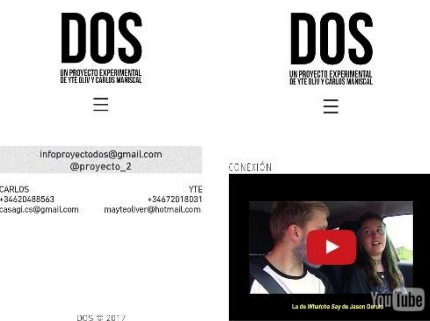 DOS
UN PROYECTO EXPERIMENTAL
DE YTE OLIV Y CARLOS MANISCAL
infoproyectodos@gmail.com
@proyecto_2
CARLOS
+34620488563
casagi.cs@gmail.com
YTE
+34672018031
mayteoliver@hotmail.com
DOS © 2017
DOS
UN PROYECTO EXPERIMENTAL
DE YTE OLIV Y CARLOS MANISCAL
CONEXIÓN
La de Whatcha Say de Jason Derulo
YouTube